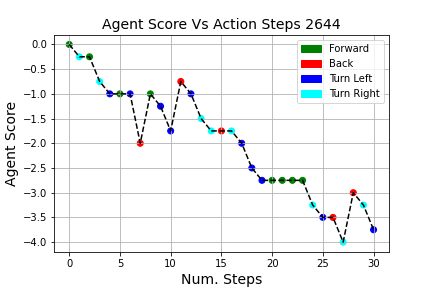 Agent Score Vs Action Steps 2644
Forward
Back
Turn Left
Turn Right
Agent Score
0.0
−0.5
−1.0
−1.5
−2.0
−2.5
−3.0
−3.5
−4.0
0 5 10 15 20 25 30
Num. Steps